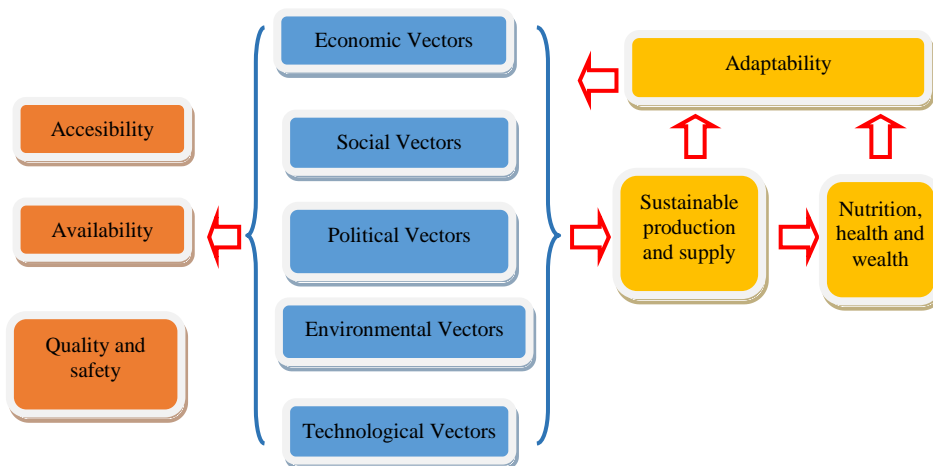 Accesibility
Availability
Quality and
safety
Economic Vectors
Social Vectors
Political Vectors
Environmental Vectors
Technological Vectors
Adaptability
Sustainable
production
and supply
Nutrition,
health and
wealth